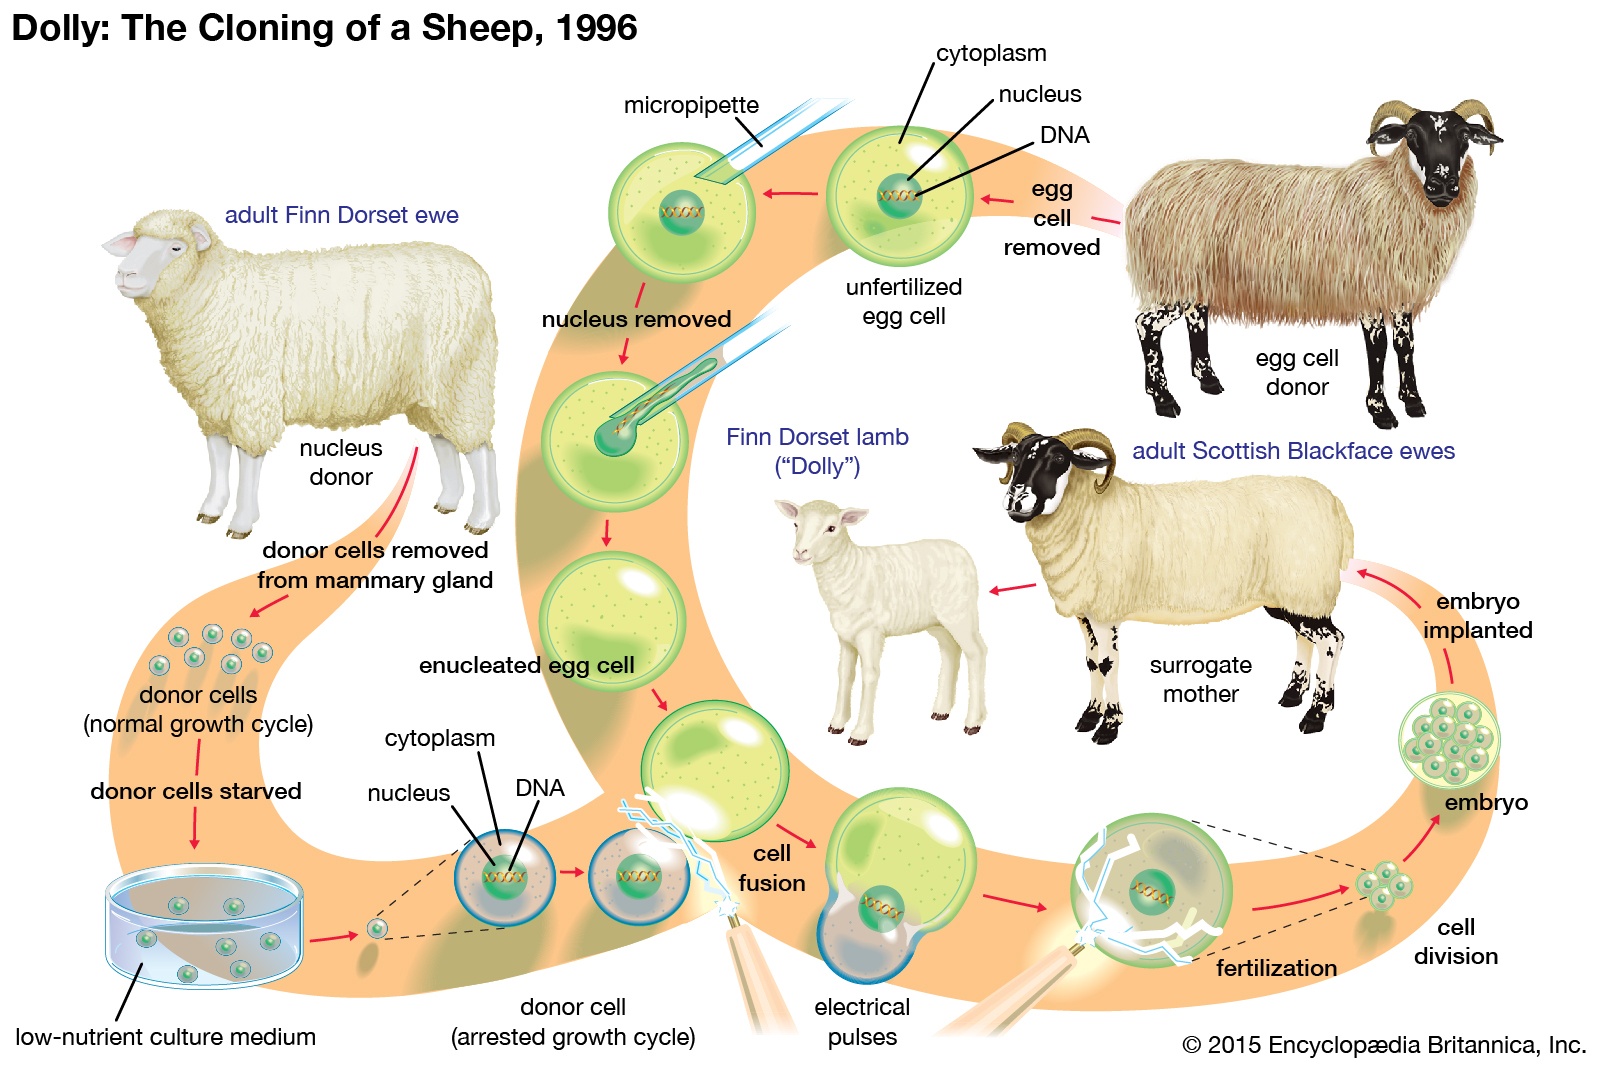 Dolly: The Cloning of a Sheep, 1996
cytoplasm
nucleus
DNA
micropipette
egg
cell
removed
unfertilized
egg cell
egg cell
donor
adult Finn Dorset ewe
nucleus
donor
nucleus removed
Finn Dorset lamb
(“Dolly”)
adult Scottish Blackface ewes
surrogate
mother
embryo
implanted
donor cells removed
from mammary gland
donor cells
(normal growth cycle)
donor cells starved
enucleated egg cell
cytoplasm
nucleus
DNA
cell
fusion
embryo
cell
division
fertilization
low-nutrient culture medium
donor cell
(arrested growth cycle)
electrical
pulses
© 2015 Encyclopædia Britannica, Inc.